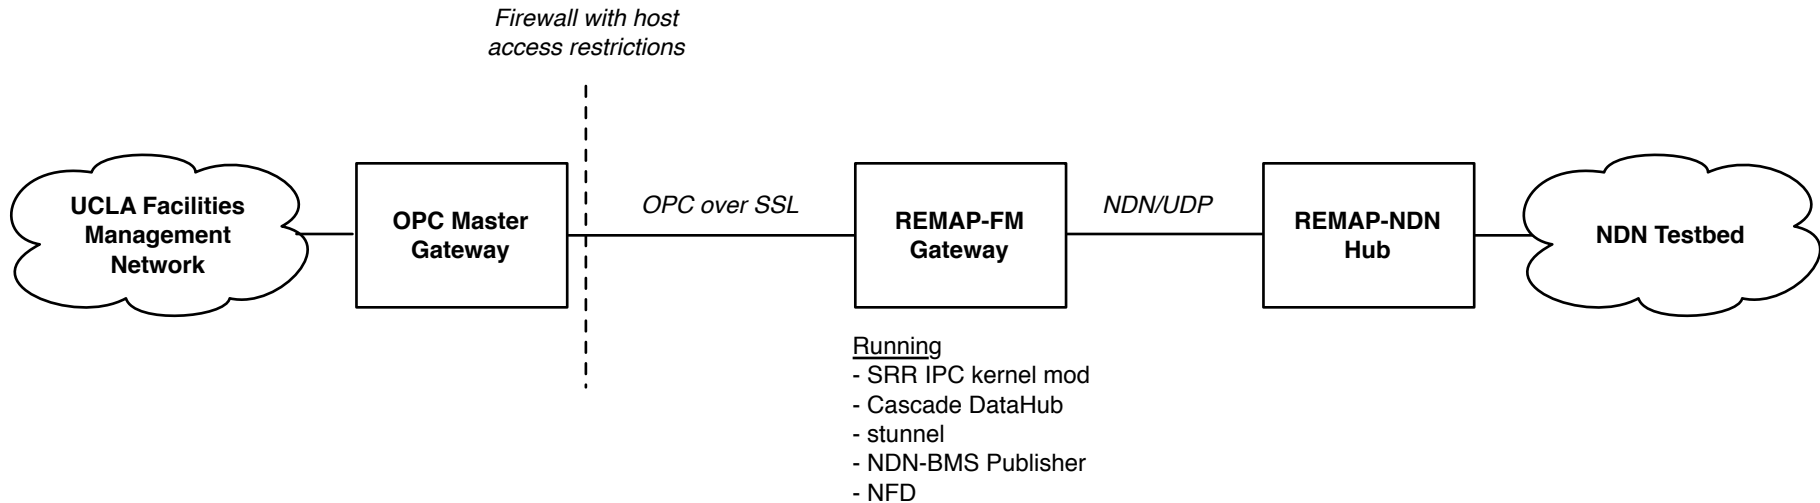 Firewall with host
access restrictions
UCLA Facilities
Management
Network
OPC Master
Gateway
OPC over SSL
REMAP-FM
Gateway
NDN/UDP
REMAP-NDN
Hub
NDN Testbed
Running
- SRR IPC kernel mod
- Cascade DataHub
- stunnel
- NDN-BMS Publisher
- NFD